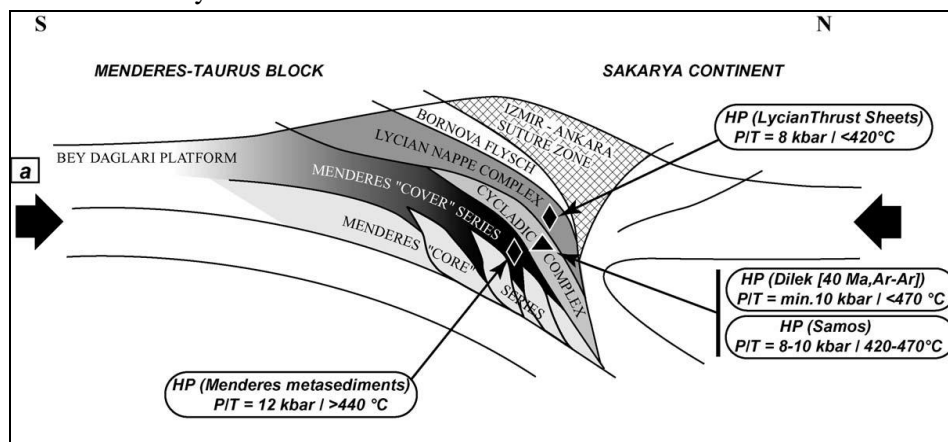 S N
MENDERES-TAURUS BLOCK SAKARYA CONTINENT
IZMIR - ANKARA
SUTURE ZONE
BORNOVA FLYSCH
HP (LycianThrust Sheets)
P/T = 8 kbar / <420°C
LYCIAN NAPPE COMPLEX
BEY DAGLARI PLATFORM
a
MENDERES "COVER" SERIES
CYCLADIC COMPLEX
MENDERES "CORE" SERIES
HP (Dilek [40 Ma,Ar-Ar])
P/T = min.10 kbar / <470 °C
HP (Samos)
P/T = 8-10 kbar / 420-470°C
HP (Menderes metasediments)
P/T = 12 kbar / >440 °C